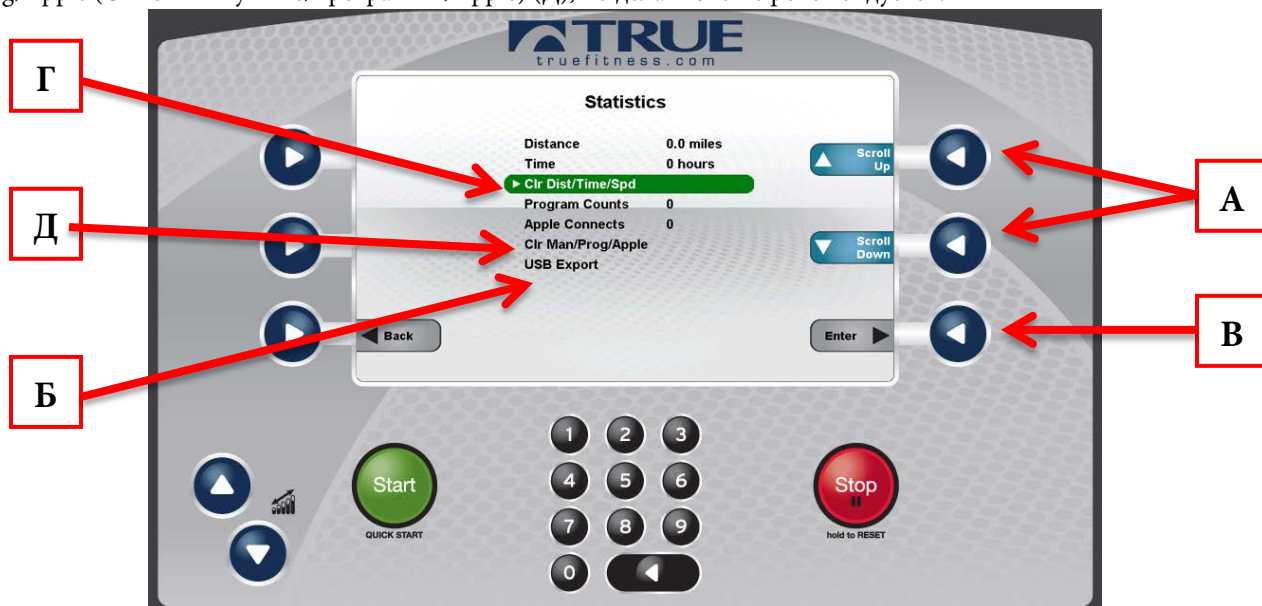 TRUE
truefitness.com
Г
Statistics
Distance 0.0 miles
Scroll Up
Time 0 hours
Clr Dist/Time/Spd
А
Program Counts 0
Д
Apple Connects 0
Clr Man/Prog/Apple
Scroll Down
USB Export
Back
Enter
В
Б
1 2 3
Start
4 5 6
Stop
QUICK START
7 8 9
hold to RESET
0